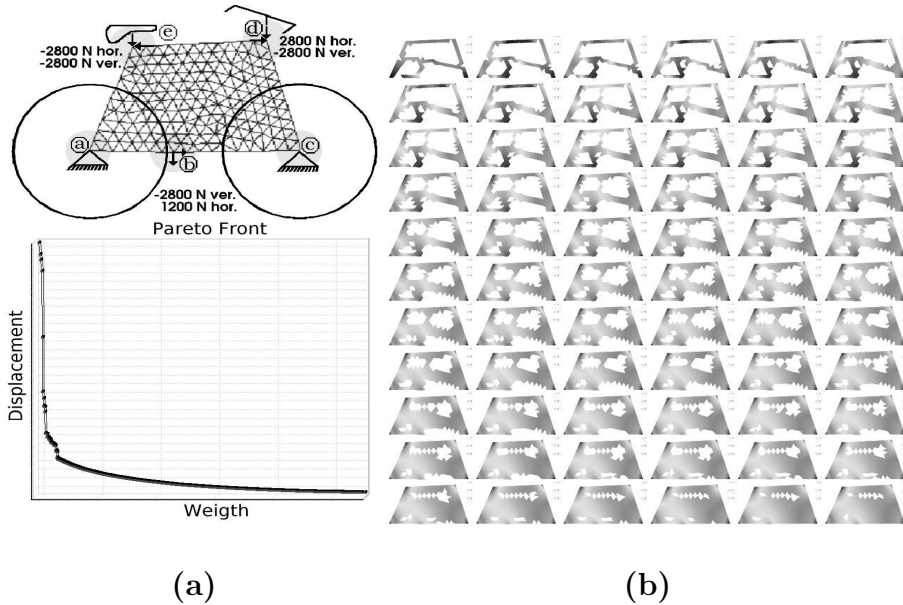 e
d
-2800 N hor.
-2800 N ver.
2800 N hor.
-2800 N ver.
a
b
c
-2800 N ver.
1200 N hor.
Pareto Front
Displacement
Weigth
(a)
(b)